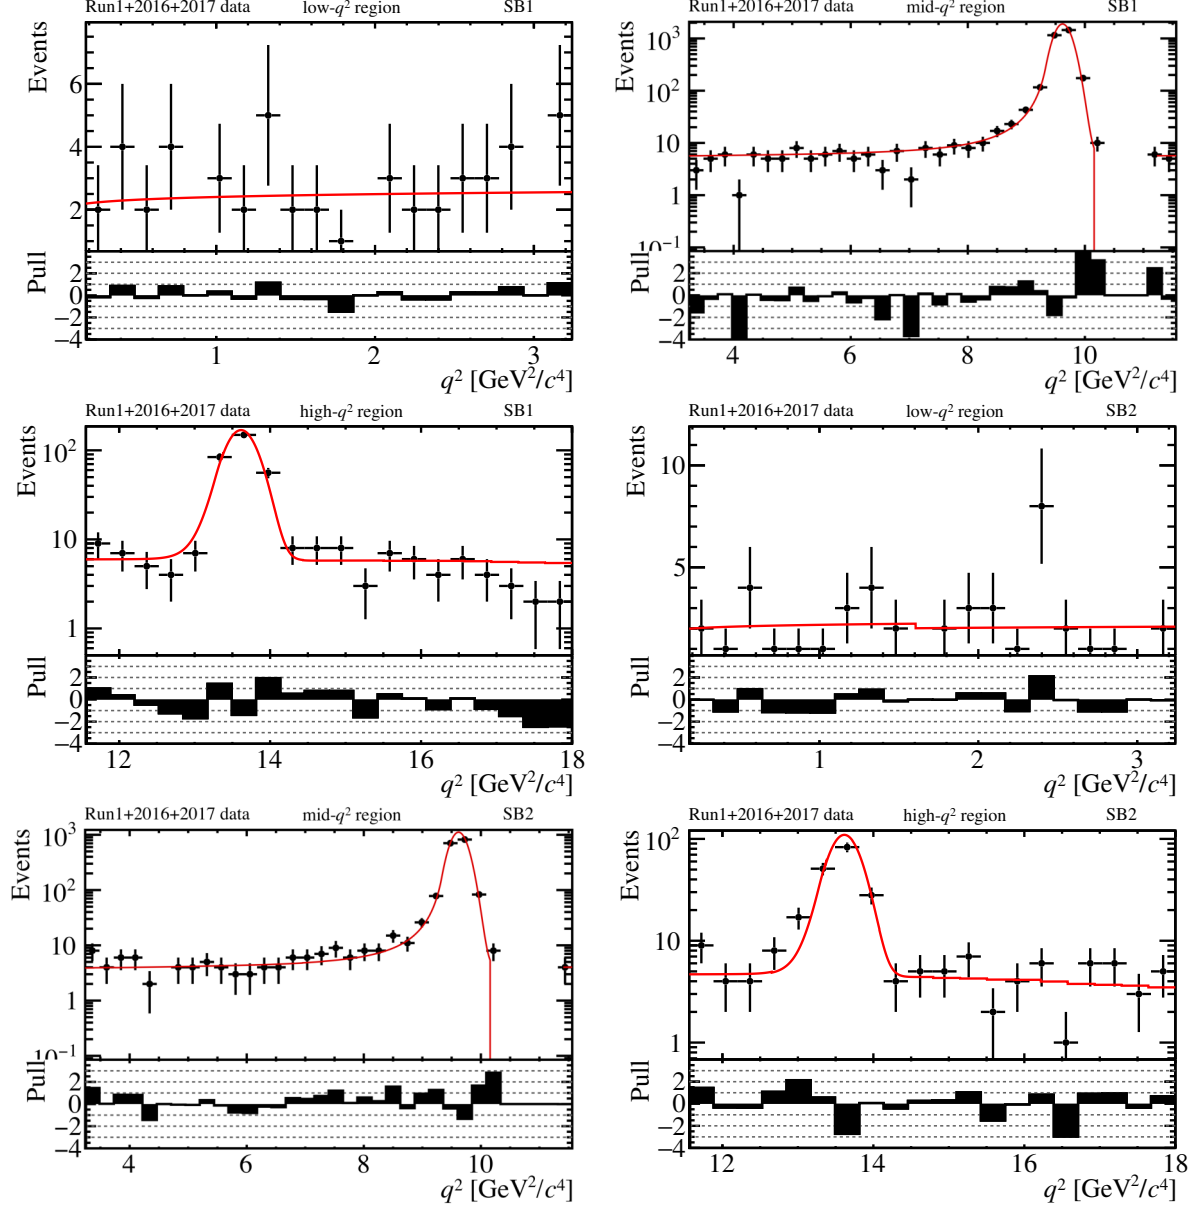 Run1+2016+2017 data low-q² region SB1
Events
6
4
2
Pull
2
0
−2
−4
1 2 3
q² [GeV²/c⁴]
Run1+2016+2017 data mid-q² region SB1
Events
10³
10²
10
1
10⁻¹
Pull
2
0
−2
−4
4 6 8 10
q² [GeV²/c⁴]
Run1+2016+2017 data high-q² region SB1
Events
10²
10
1
Pull
2
0
−2
−4
12 14 16 18
q² [GeV²/c⁴]
Run1+2016+2017 data low-q² region SB2
Events
10
5
Pull
2
0
−2
−4
1 2 3
q² [GeV²/c⁴]
Run1+2016+2017 data mid-q² region SB2
Events
10³
10²
10
1
10⁻¹
Pull
2
0
−2
−4
4 6 8 10
q² [GeV²/c⁴]
Run1+2016+2017 data high-q² region SB2
Events
10²
10
1
Pull
2
0
−2
−4
12 14 16 18
q² [GeV²/c⁴]